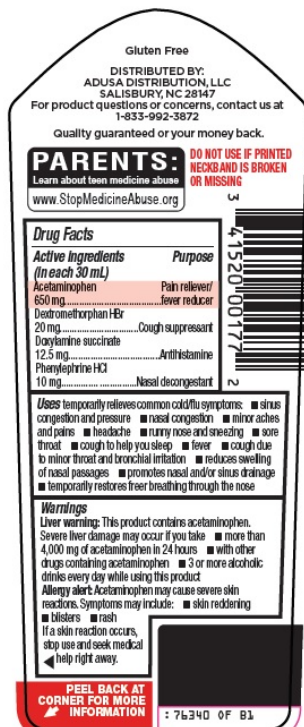 Gluten Free
DISTRIBUTED BY:
ADUSA DISTRIBUTION, LLC
SALISBURY, NC 28147
For product questions or concerns, contact us at
1-833-992-3872
Quality guaranteed or your money back.
PARENTS:
Learn about teen medicine abuse
www.StopMedicineAbuse.org
DO NOT USE IF PRINTED
NECKBAND IS BROKEN
OR MISSING
3 41520 00177 2
Drug Facts
Active ingredients Purpose
(in each 30 mL)
Acetaminophen Pain reliever/
650 mg.......................................fever reducer
Dextromethorphan HBr
20 mg..............................Cough suppressant
Doxylamine succinate
12.5 mg....................................Antihistamine
Phenylephrine HCl
10 mg..............................Nasal decongestant
Uses temporarily relieves common cold/flu symptoms: ■ sinus
congestion and pressure ■ nasal congestion ■ minor aches
and pains ■ headache ■ runny nose and sneezing ■ sore
throat ■ cough to help you sleep ■ fever ■ cough due
to minor throat and bronchial irritation ■ reduces swelling
of nasal passages ■ promotes nasal and/or sinus drainage
■ temporarily restores freer breathing through the nose
Warnings
Liver warning: This product contains acetaminophen.
Severe liver damage may occur if you take ■ more than
4,000 mg of acetaminophen in 24 hours ■ with other
drugs containing acetaminophen ■ 3 or more alcoholic
drinks every day while using this product
Allergy alert: Acetaminophen may cause severe skin
reactions. Symptoms may include: ■ skin reddening
■ blisters ■ rash
If a skin reaction occurs,
stop use and seek medical
help right away.
PEEL BACK AT
CORNER FOR MORE
INFORMATION
: 76340 OF B1